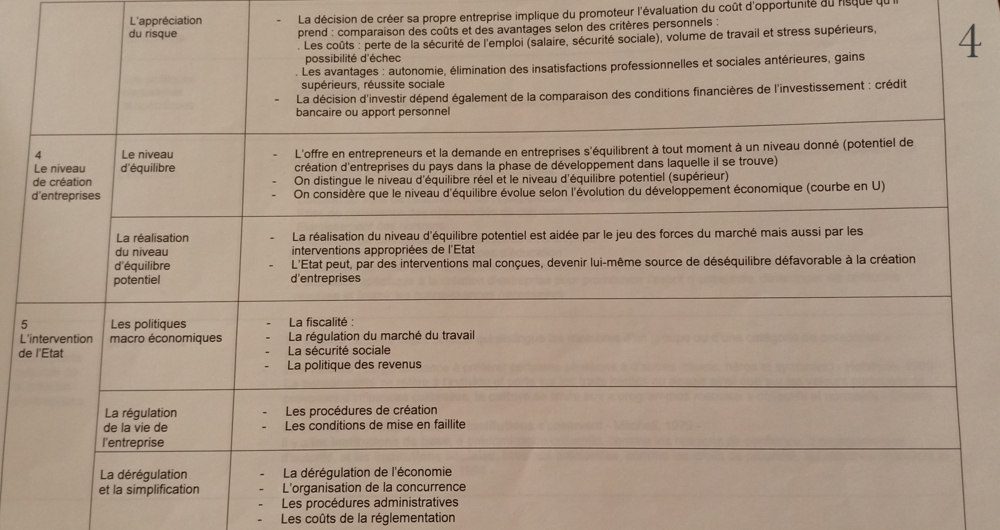 L'appréciation
du risque
- La décision de créer sa propre entreprise implique du promoteur l'évaluation du coût d'opportunité du risque qu'il
prend : comparaison des coûts et des avantages selon des critères personnels :
. Les coûts : perte de la sécurité de l'emploi (salaire, sécurité sociale), volume de travail et stress supérieurs,
possibilité d'échec
. Les avantages : autonomie, élimination des insatisfactions professionnelles et sociales antérieures, gains
supérieurs, réussite sociale
- La décision d'investir dépend également de la comparaison des conditions financières de l'investissement : crédit
bancaire ou apport personnel
4
4
Le niveau
de création
d'entreprises
Le niveau
d'équilibre
- L'offre en entrepreneurs et la demande en entreprises s'équilibrent à tout moment à un niveau donné (potentiel de
création d'entreprises du pays dans la phase de développement dans laquelle il se trouve)
- On distingue le niveau d'équilibre réel et le niveau d'équilibre potentiel (supérieur)
- On considère que le niveau d'équilibre évolue selon l'évolution du développement économique (courbe en U)
La réalisation
du niveau
d'équilibre
potentiel
- La réalisation du niveau d'équilibre potentiel est aidée par le jeu des forces du marché mais aussi par les
interventions appropriées de l'Etat
- L'Etat peut, par des interventions mal conçues, devenir lui-même source de déséquilibre défavorable à la création
d'entreprises
5
L'intervention
de l'Etat
Les politiques
macro économiques
- La fiscalité :
- La régulation du marché du travail
- La sécurité sociale
- La politique des revenus
La régulation
de la vie de
l'entreprise
- Les procédures de création
- Les conditions de mise en faillite
La dérégulation
et la simplification
- La dérégulation de l'économie
- L'organisation de la concurrence
- Les procédures administratives
- Les coûts de la réglementation